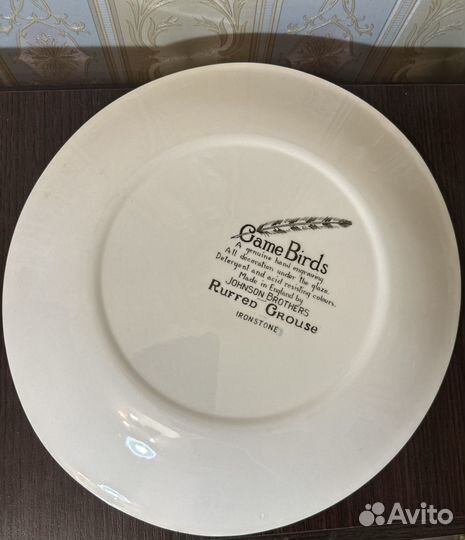 Game Birds
A genuine hand engraving.
All decoration under the glaze.
Detergent and acid resisting colours.
Made in England by
JOHNSON BROTHERS
RUFFED GROUSE
IRONSTONE
Avito